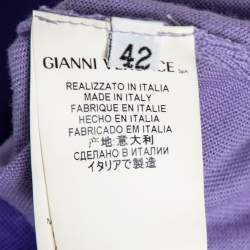 42
GIANNI VERSACE SpA
REALIZZATO IN ITALIA
MADE IN ITALY
FABRIQUE EN ITALIE
HECHO EN ITALIA
FABRICADO EM ITALIA
产地:意大利
СДЕЛАНО В ИТАЛИИ
イタリアで製造